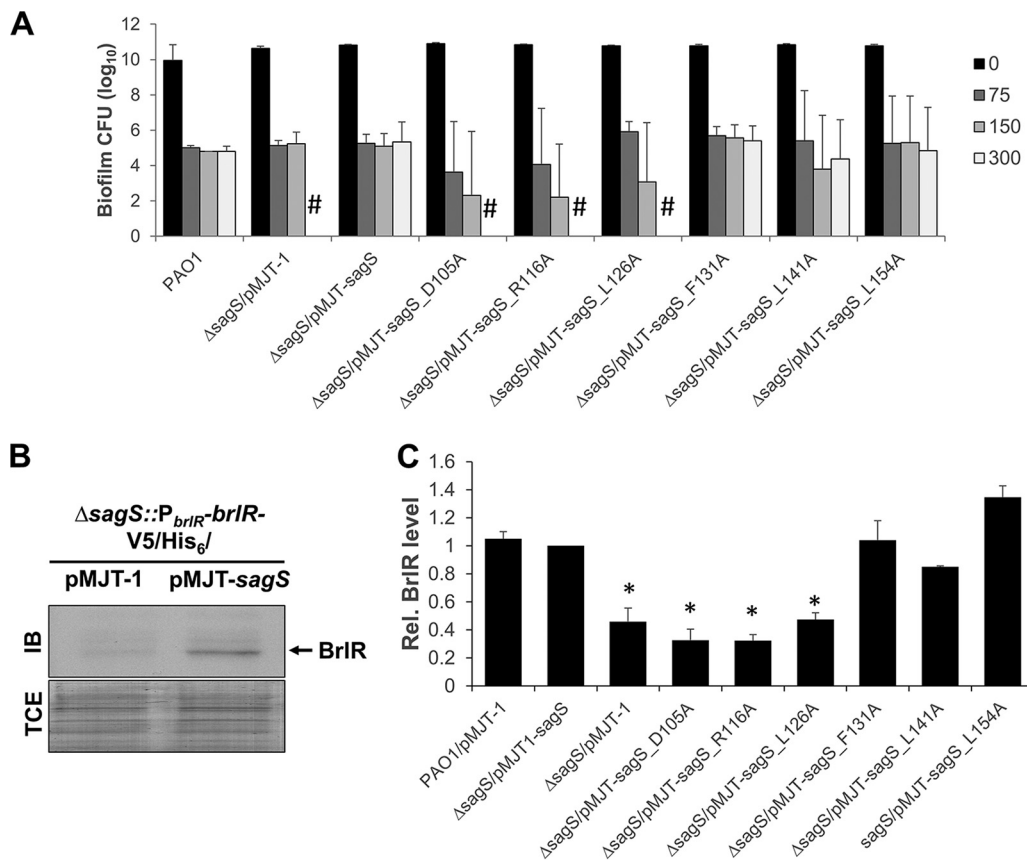 A
Biofilm CFU (log10)
12
10
8
6
4
2
0
# # # #
0
75
150
300
PAO1
ΔsagS/pMJT-1
ΔsagS/pMJT-sagS
ΔsagS/pMJT-sagS_D105A
ΔsagS/pMJT-sagS_R116A
ΔsagS/pMJT-sagS_L126A
ΔsagS/pMJT-sagS_F131A
ΔsagS/pMJT-sagS_L141A
ΔsagS/pMJT-sagS_L154A
B
ΔsagS::PbrlR-brlR-
V5/His6/
pMJT-1 pMJT-sagS
IB
BrlR
TCE
C
Rel. BrlR level
1.6
1.4
1.2
1
0.8
0.6
0.4
0.2
0
* * * *
PAO1/pMJT-1
ΔsagS/pMJT1-sagS
ΔsagS/pMJT-1
ΔsagS/pMJT-sagS_D105A
ΔsagS/pMJT-sagS_R116A
ΔsagS/pMJT-sagS_L126A
ΔsagS/pMJT-sagS_F131A
ΔsagS/pMJT-sagS_L141A
sagS/pMJT-sagS_L154A